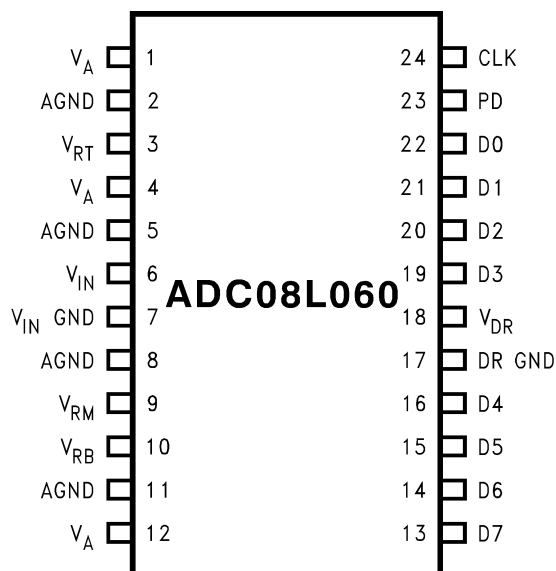 V_A 1 24 CLK
AGND 2 23 PD
V_RT 3 22 D0
V_A 4 21 D1
AGND 5 20 D2
V_IN 6 19 D3
ADC08L060
V_IN GND 7 18 V_DR
AGND 8 17 DR GND
V_RM 9 16 D4
V_RB 10 15 D5
AGND 11 14 D6
V_A 12 13 D7